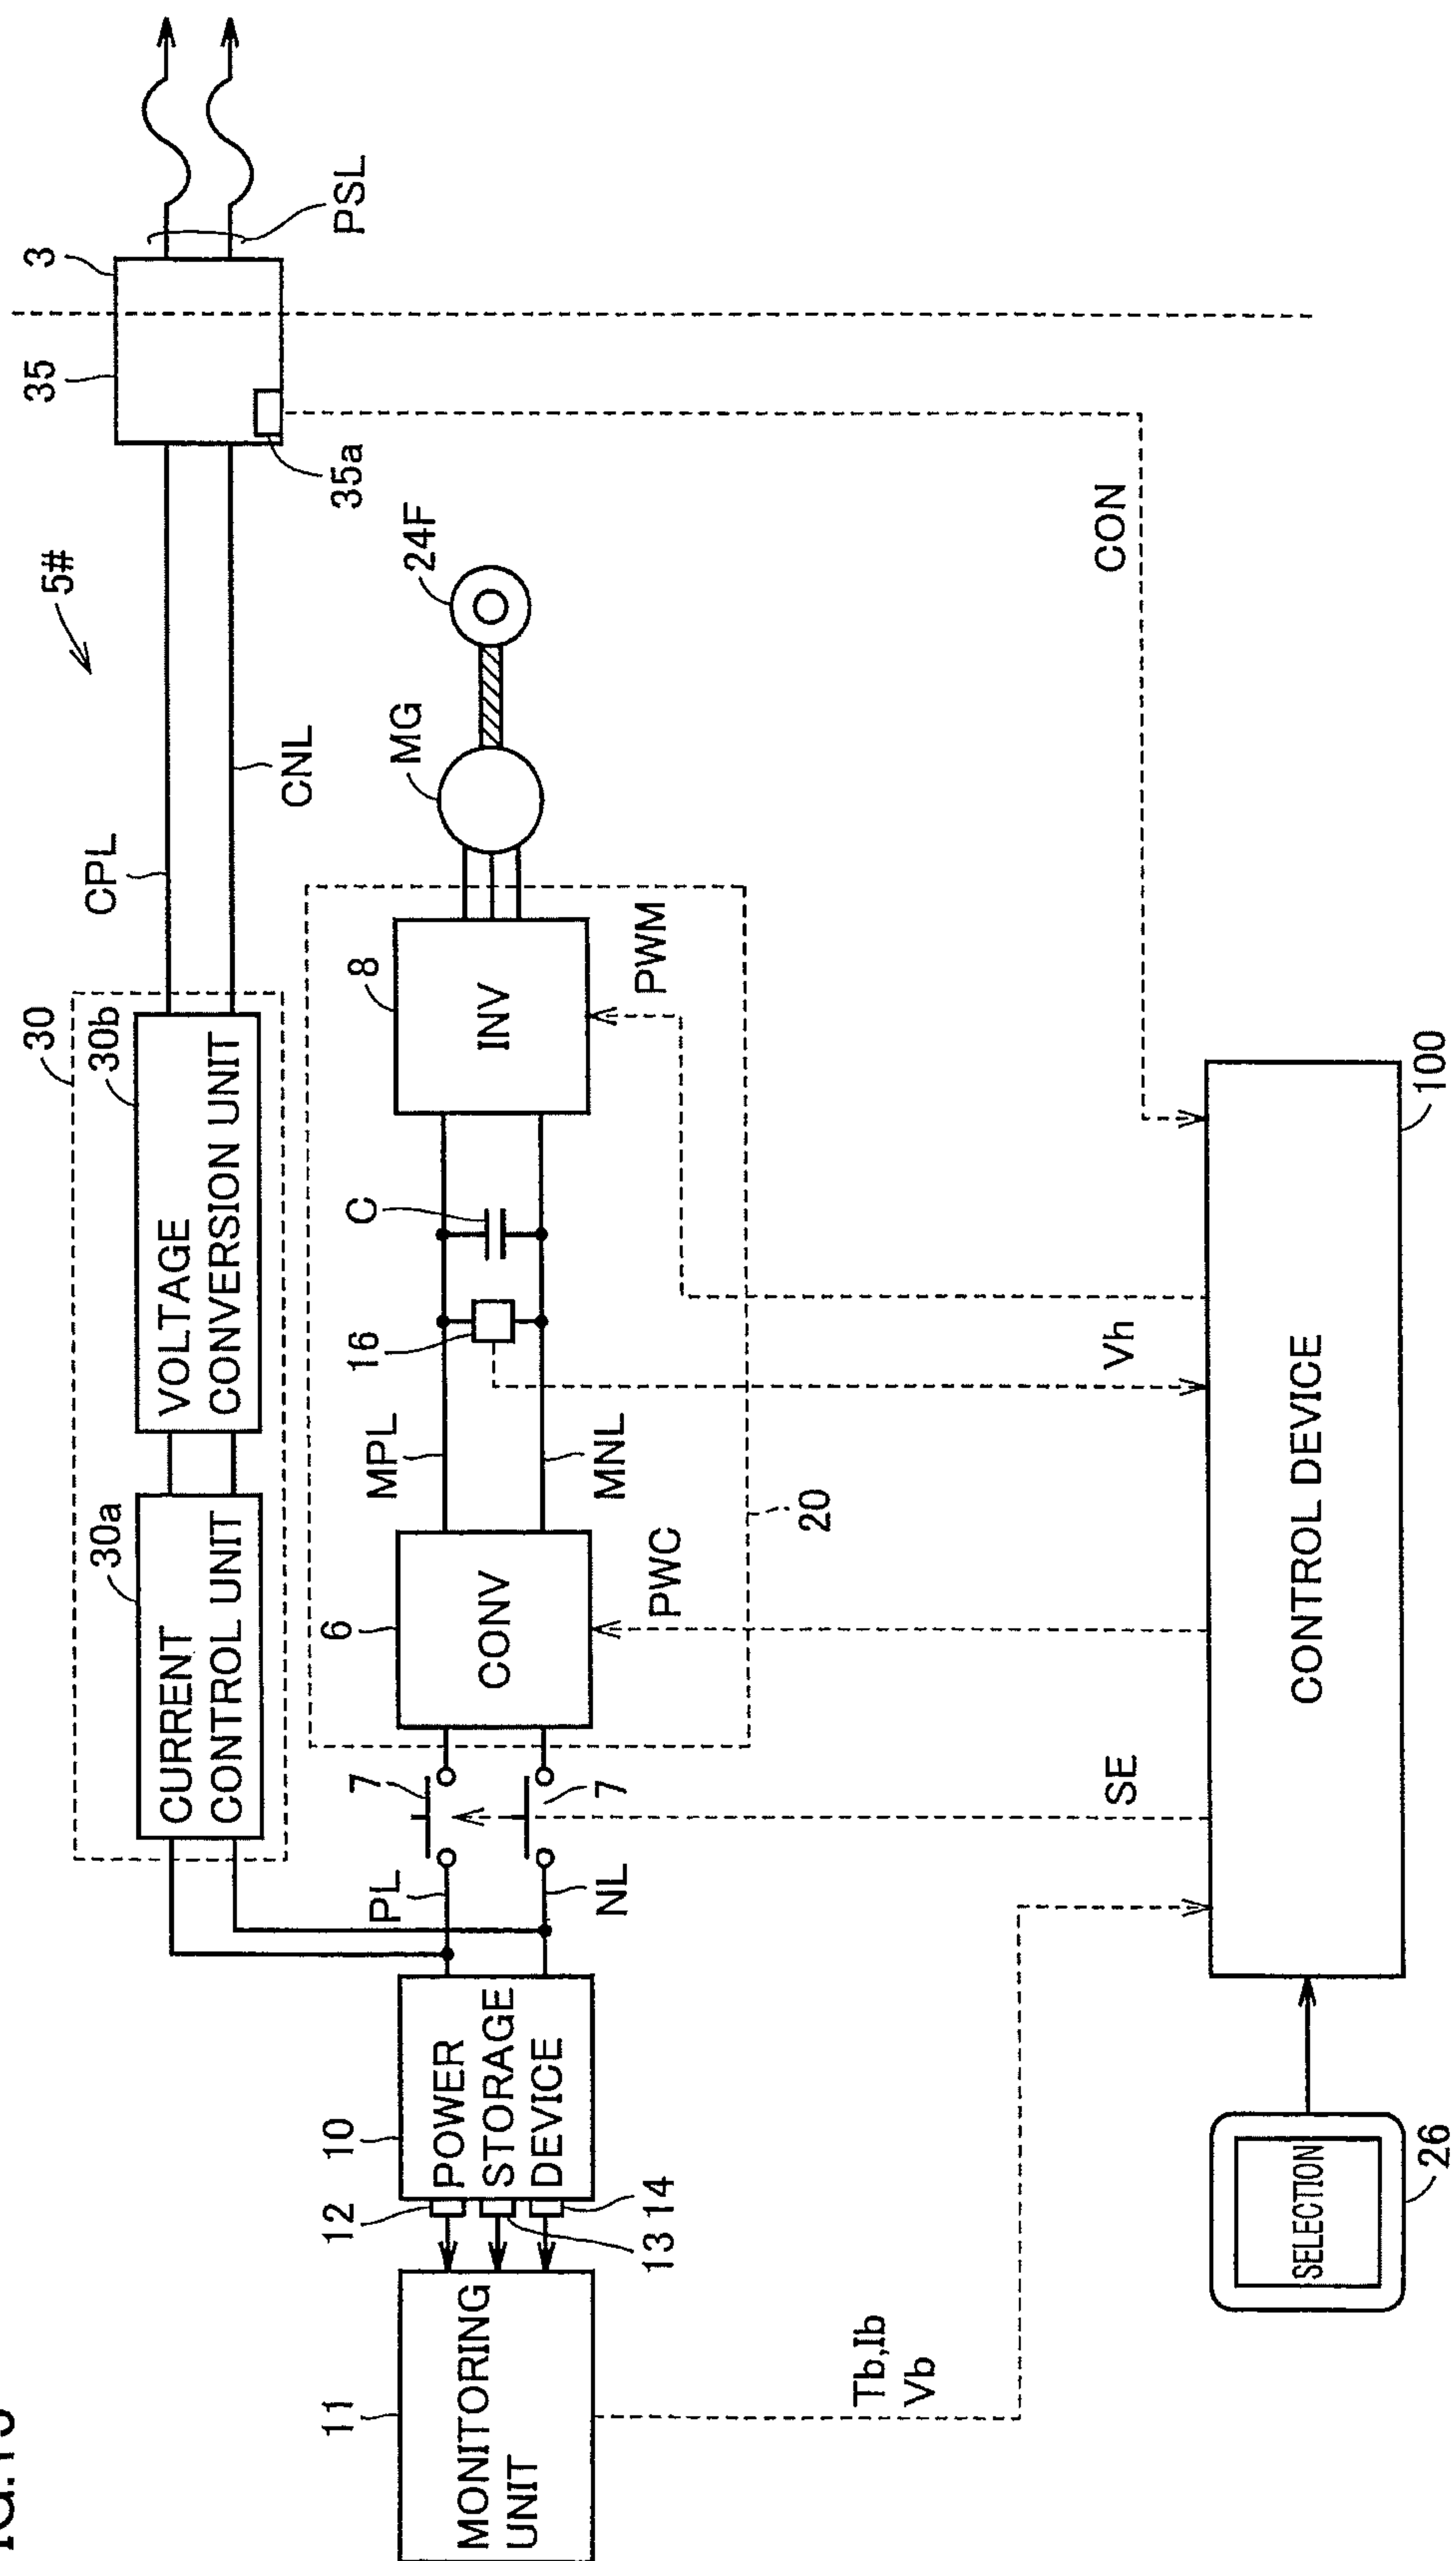 5#
35
3
PSL
35a
CPL
CNL
30
30a
CURRENT
CONTROL UNIT
30b
VOLTAGE
CONVERSION UNIT
24F
MG
8
INV
PWM
C
16
MPL
MNL
6
CONV
PWC
20
7
7
PL
NL
10
POWER
STORAGE
DEVICE
12
13
14
11
MONITORING
UNIT
Tb,Ib
Vb
SE
Vh
CON
CONTROL DEVICE
100
SELECTION
26